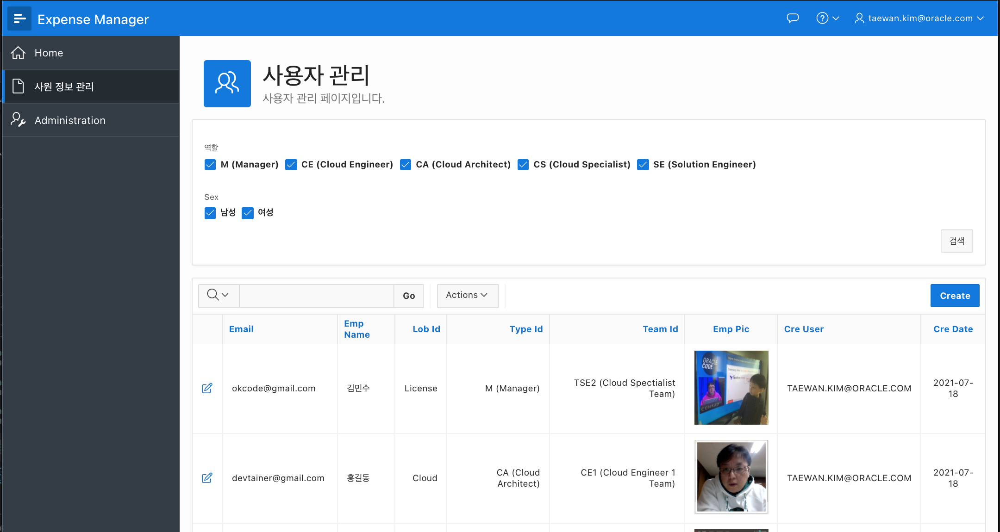 Expense Manager
taewan.kim@oracle.com
Home
사원 정보 관리
Administration
사용자 관리
사용자 관리 페이지입니다.
역할
M (Manager) CE (Cloud Engineer) CA (Cloud Architect) CS (Cloud Specialist) SE (Solution Engineer)
Sex
남성 여성
검색
Go
Actions
Create
Email
Emp
Name
Lob Id
Type Id
Team Id
Emp Pic
Cre User
Cre Date
okcode@gmail.com
김민수
License
M (Manager)
TSE2 (Cloud Spectialist
Team)
ORACLE
CODE
CONRAD
TAEWAN.KIM@ORACLE.COM
2021-07-
18
devtainer@gmail.com
홍길동
Cloud
CA (Cloud
Architect)
CE1 (Cloud Engineer 1
Team)
TAEWAN.KIM@ORACLE.COM
2021-07-
18